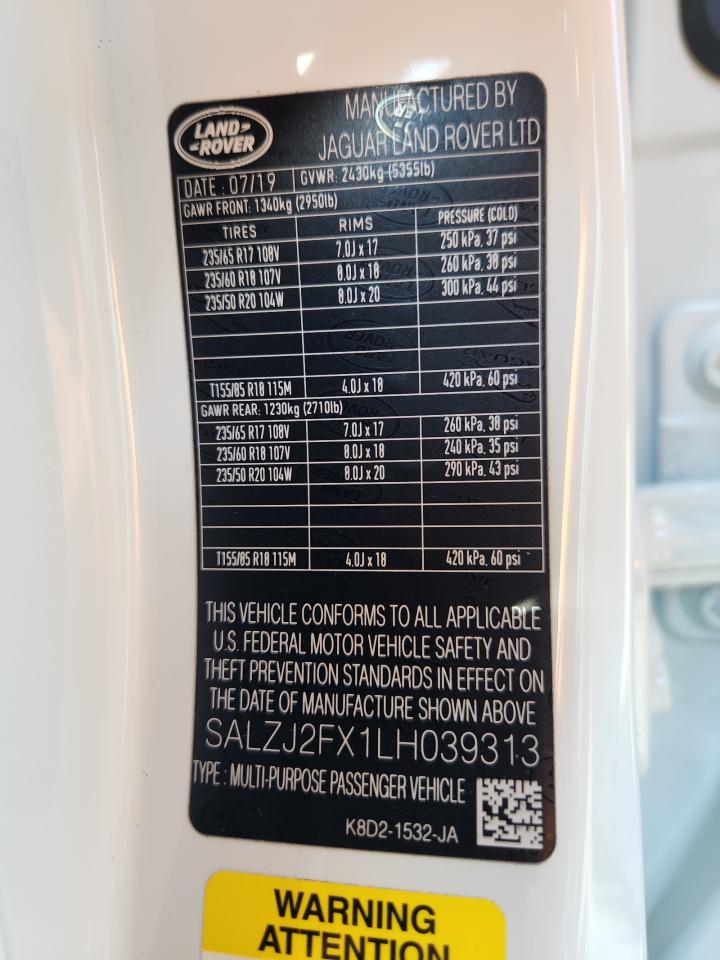 LAND-
-ROVER
MANUFACTURED BY
JAGUAR LAND ROVER LTD
DATE : 07/19 GVWR: 2430kg (5355lb)
GAWR FRONT: 1340kg (2950lb)
TIRES RIMS PRESSURE (COLD)
235/65 R17 108V 7.0J x 17 250 kPa, 37 psi
235/60 R18 107V 8.0J x 18 260 kPa, 38 psi
235/50 R20 104W 8.0J x 20 300 kPa, 44 psi
T155/85 R18 115M 4.0J x 18 420 kPa, 60 psi
GAWR REAR: 1230kg (2710lb)
235/65 R17 108V 7.0J x 17 260 kPa, 38 psi
235/60 R18 107V 8.0J x 18 240 kPa, 35 psi
235/50 R20 104W 8.0J x 20 290 kPa, 43 psi
T155/85 R18 115M 4.0J x 18 420 kPa, 60 psi
THIS VEHICLE CONFORMS TO ALL APPLICABLE
U.S. FEDERAL MOTOR VEHICLE SAFETY AND
THEFT PREVENTION STANDARDS IN EFFECT ON
THE DATE OF MANUFACTURE SHOWN ABOVE
SALZJ2FX1LH039313
TYPE : MULTI-PURPOSE PASSENGER VEHICLE
K8D2-1532-JA
WARNING
ATTENTION